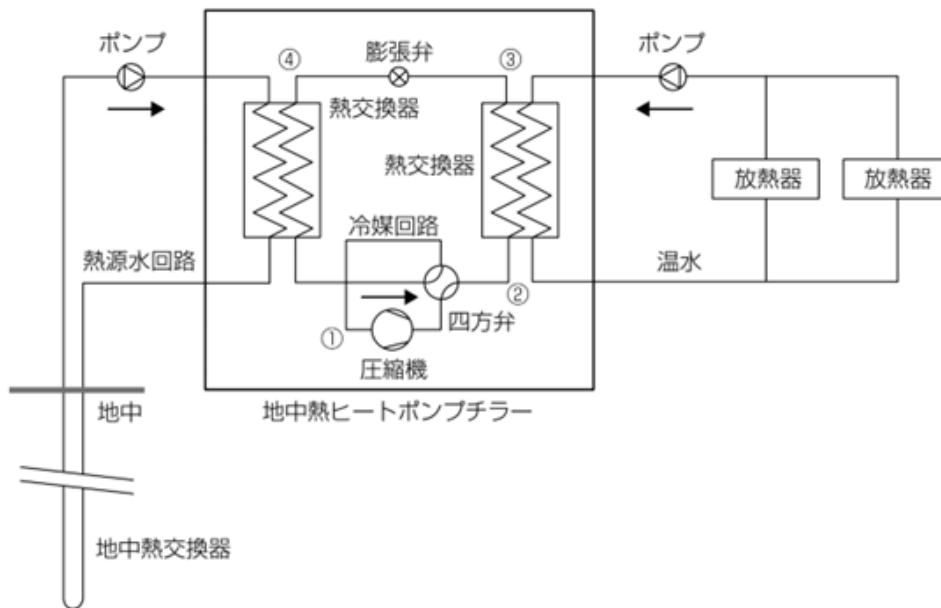 ポンプ
④
膨張弁
③
ポンプ
熱交換器
熱交換器
放熱器
放熱器
冷媒回路
熱源水回路
温水
②
四方弁
①
圧縮機
地中
地中熱ヒートポンプチラー
地中熱交換器